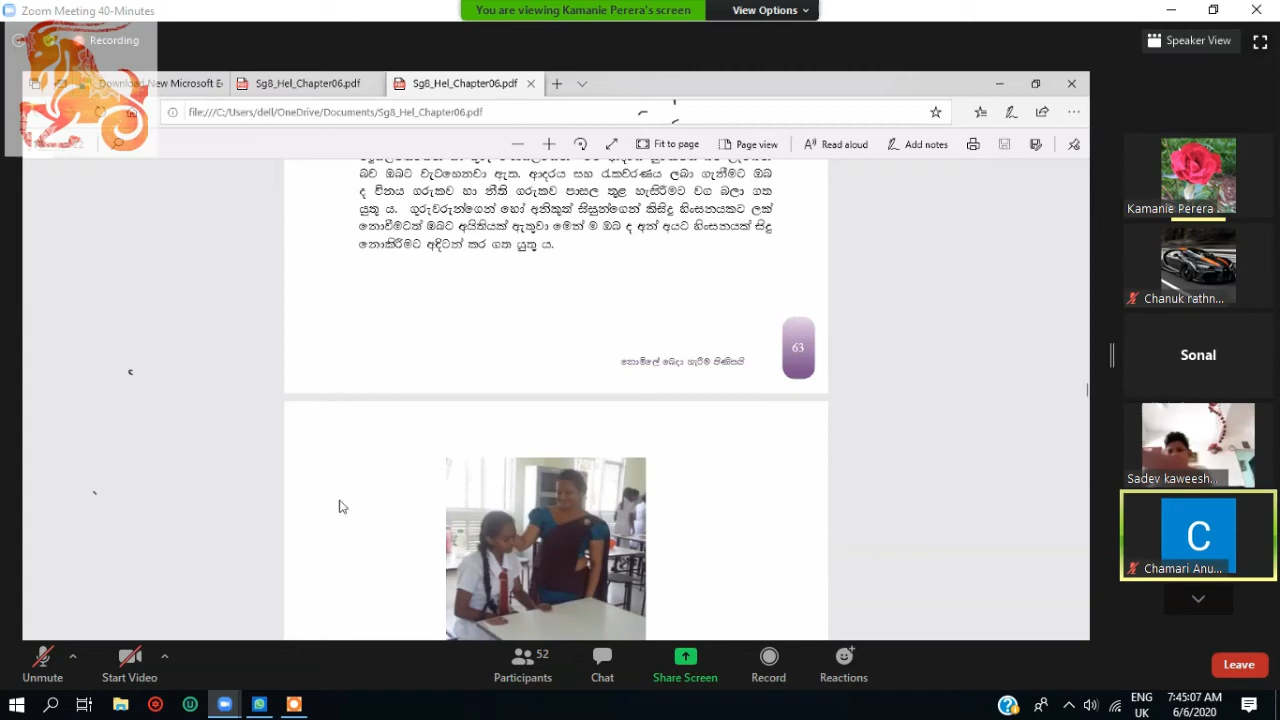 Zoom Meeting 40-Minutes
You are viewing Kamanie Perera's screen
View Options
Recording
Speaker View
Download New Microsoft E
Sg8_Hel_Chapter06.pdf
Sg8_Hel_Chapter06.pdf
file:///C:/Users/dell/OneDrive/Documents/Sg8_Hel_Chapter06.pdf
Fit to page
Page view
Read aloud
Add notes
බව ඔබට වැටහෙනවා ඇත. ආදරය සහ රැකවරණය ලබා ගැනීමට ඔබ
ද විනය ගරුකව හා නීති ගරුකව පාසල තුළ හැසිරීමට වග බලා ගත
යුතු ය. ගුරුවරුන්ගෙන් හෝ අනිකුත් සිසුන්ගෙන් කිසිදු හිංසනයකට ලක්
නොවීමටත් ඔබට අයිතියක් ඇතුවා මෙන් ම ඔබ ද අන් අයට හිංසනයක් සිදු
නොකිරීමට අදිටන් කර ගත යුතු ය.
63
නොමිලේ බෙදා හැරීම පිණිසයි
Kamanie Perera
Chanuk rathn...
Sonal
Sadev kaweesh...
C
Chamari Anu...
Unmute
Start Video
52
Participants
Chat
Share Screen
Record
Reactions
Leave
ENG
UK
7:45:07 AM
6/6/2020